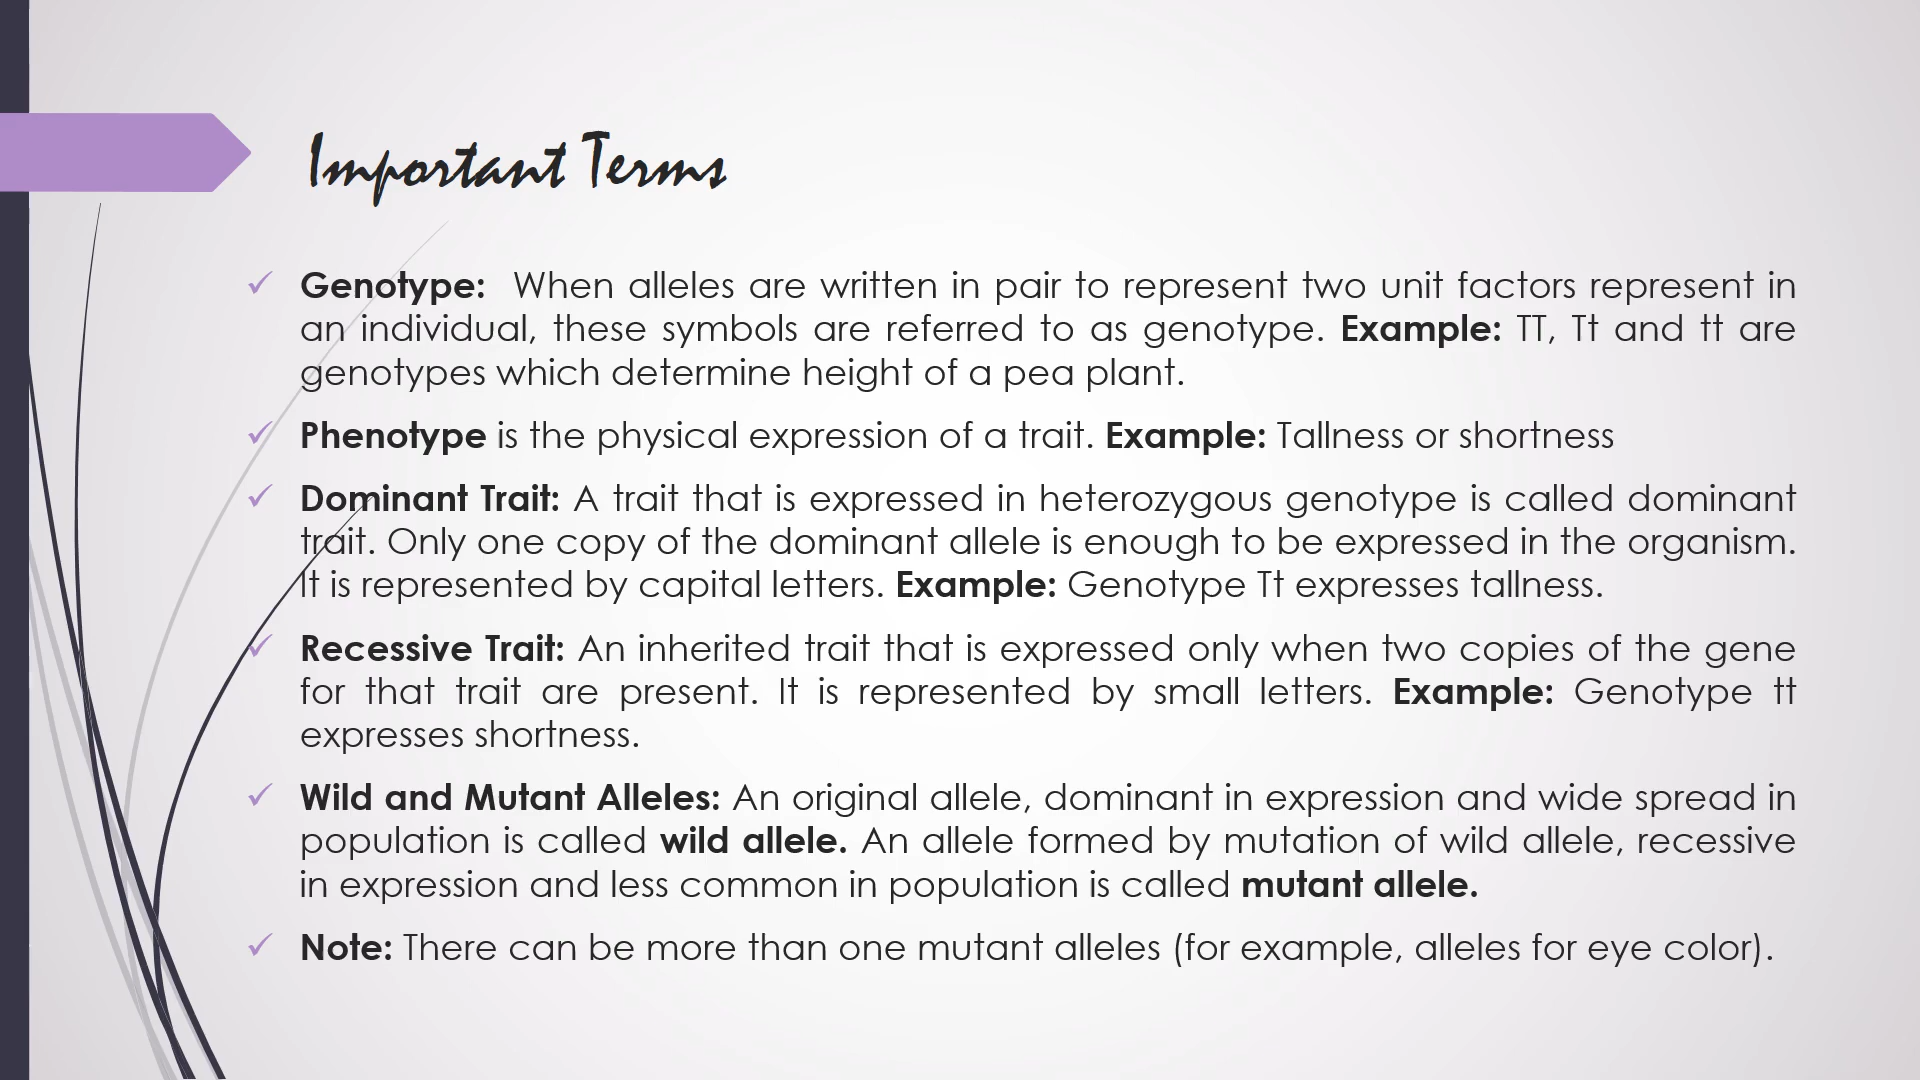 Important Terms
✓ Genotype: When alleles are written in pair to represent two unit factors represent in
an individual, these symbols are referred to as genotype. Example: TT, Tt and tt are
genotypes which determine height of a pea plant.
✓ Phenotype is the physical expression of a trait. Example: Tallness or shortness
✓ Dominant Trait: A trait that is expressed in heterozygous genotype is called dominant
trait. Only one copy of the dominant allele is enough to be expressed in the organism.
It is represented by capital letters. Example: Genotype Tt expresses tallness.
✓ Recessive Trait: An inherited trait that is expressed only when two copies of the gene
for that trait are present. It is represented by small letters. Example: Genotype tt
expresses shortness.
✓ Wild and Mutant Alleles: An original allele, dominant in expression and wide spread in
population is called wild allele. An allele formed by mutation of wild allele, recessive
in expression and less common in population is called mutant allele.
✓ Note: There can be more than one mutant alleles (for example, alleles for eye color).